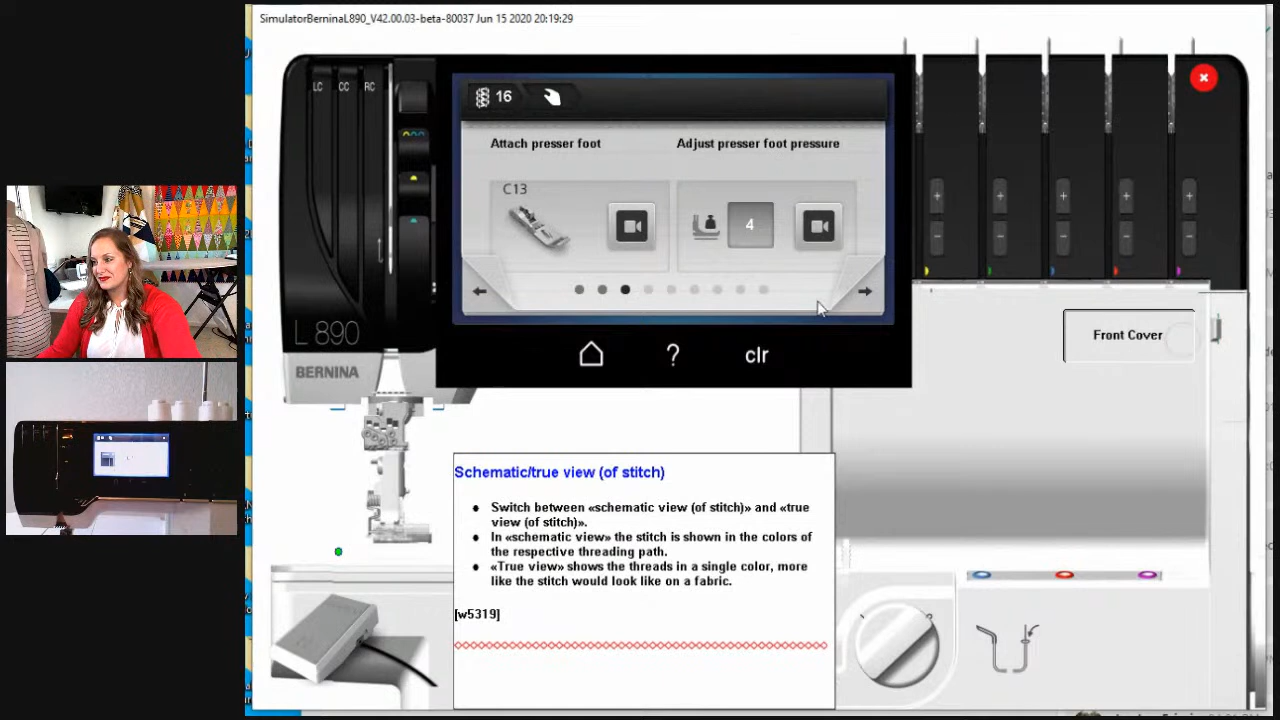 SimulatorBerninaL890_V42.00.03-beta-80037 Jun 15 2020 20:19:29
LC CC RC
16
Attach presser foot
Adjust presser foot pressure
C13
4
L 890
BERNINA
? clr
Front Cover
Schematic/true view (of stitch)
● Switch between «schematic view (of stitch)» and «true
view (of stitch)».
● In «schematic view» the stitch is shown in the colors of
the respective threading path.
● «True view» shows the threads in a single color, more
like the stitch would look like on a fabric.
[w5319]